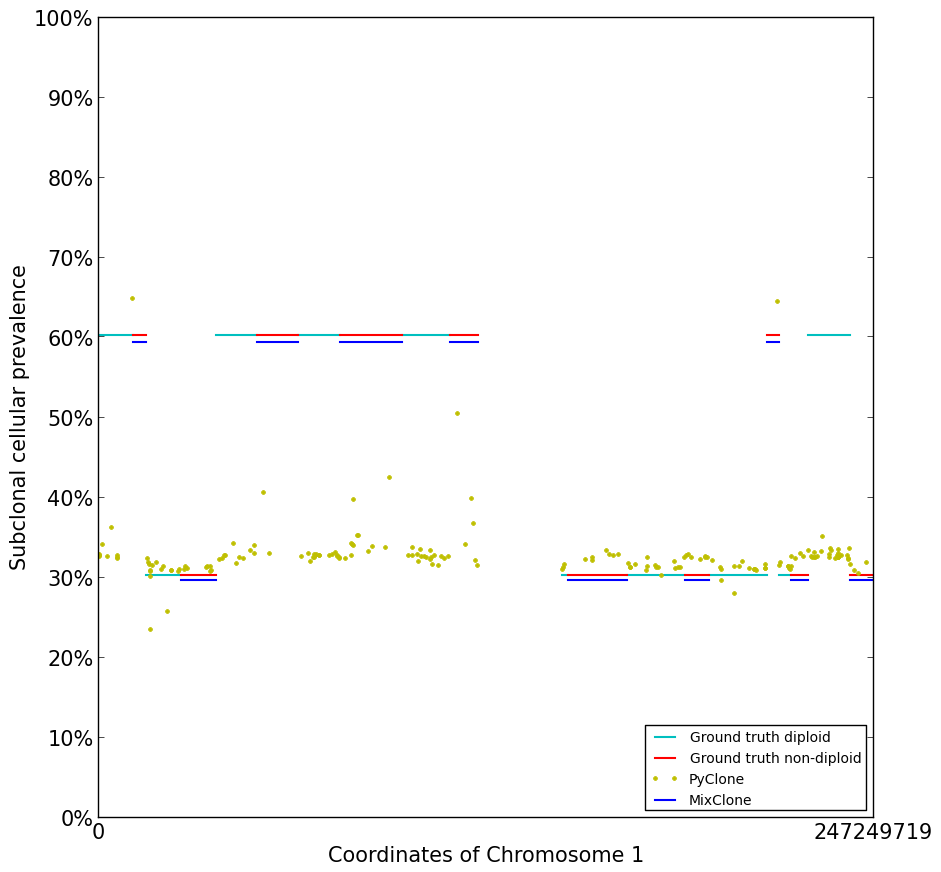 100%
90%
80%
70%
60%
50%
40%
30%
20%
10%
0%
Subclonal cellular prevalence
Ground truth diploid
Ground truth non-diploid
PyClone
MixClone
0
247249719
Coordinates of Chromosome 1